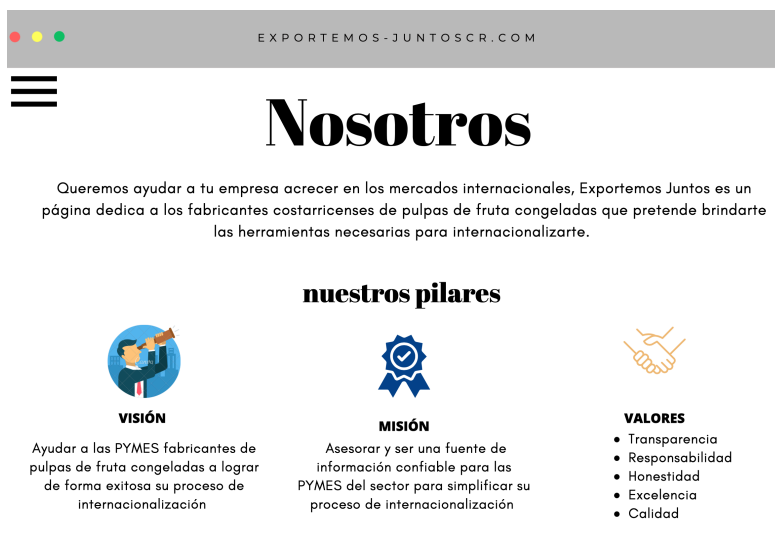 EXPORTEMOS-JUNTOSCR.COM
Nosotros
Queremos ayudar a tu empresa acrecer en los mercados internacionales, Exportemos Juntos es un
página dedica a los fabricantes costarricenses de pulpas de fruta congeladas que pretende brindarte
las herramientas necesarias para internacionalizarte.
nuestros pilares
VISIÓN
Ayudar a las PYMES fabricantes de
pulpas de fruta congeladas a lograr
de forma exitosa su proceso de
internacionalización
MISIÓN
Asesorar y ser una fuente de
información confiable para las
PYMES del sector para simplificar su
proceso de internacionalización
VALORES
• Transparencia
• Responsabilidad
• Honestidad
• Excelencia
• Calidad